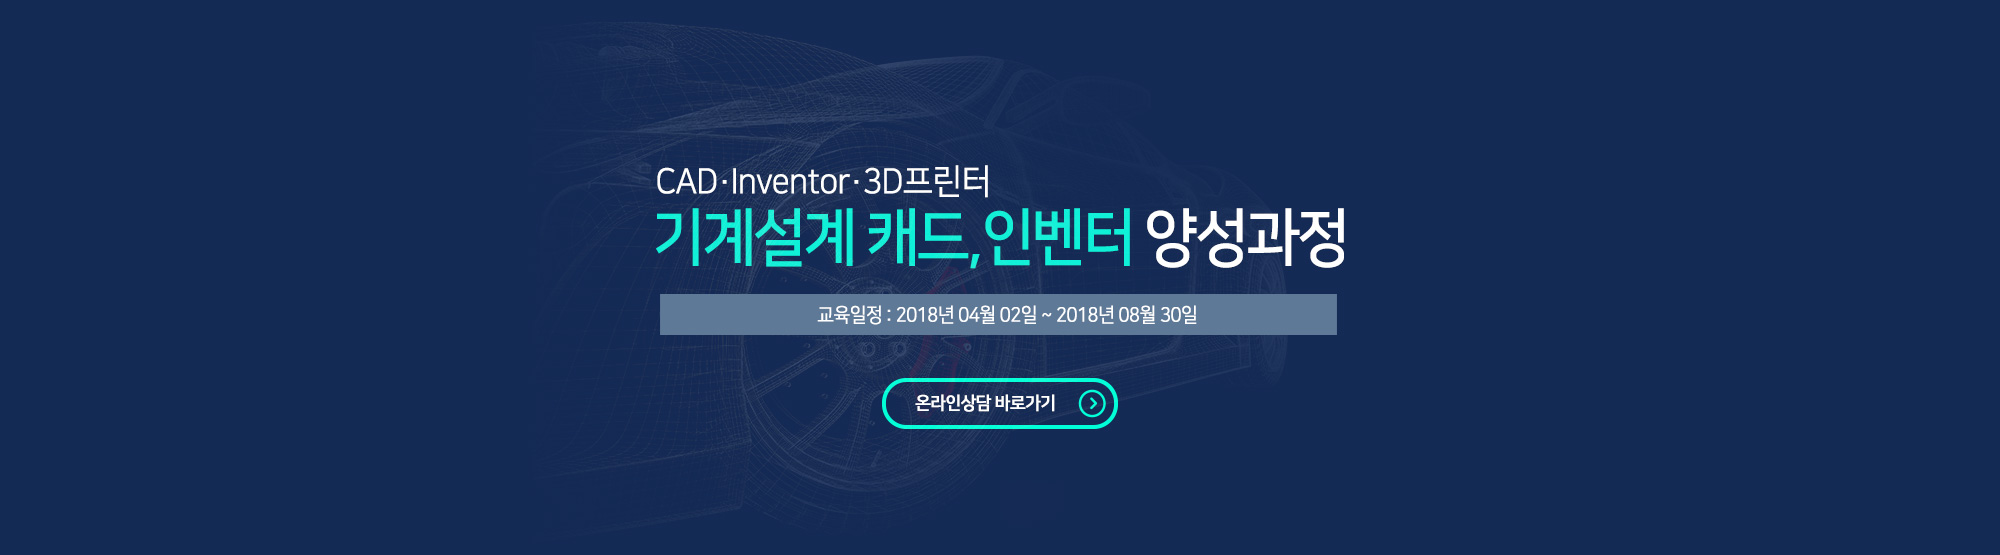 CAD·Inventor·3D프린터
기계설계 캐드, 인벤터 양성과정
교육일정 : 2018년 04월 02일 ~ 2018년 08월 30일
온라인상담 바로가기